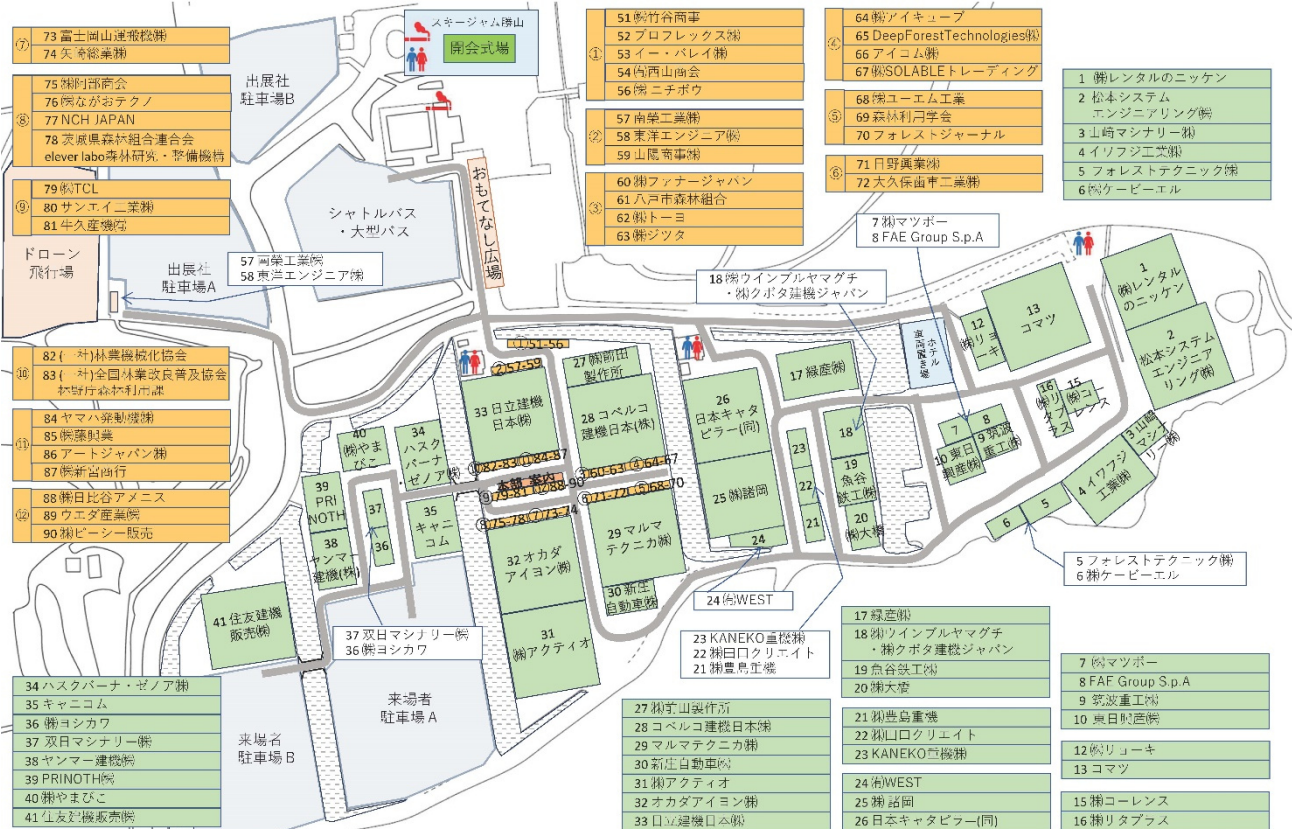 ⑦
73 富士岡山運搬機㈱
74 矢崎総業㈱
⑧
75 ㈱阿部商会
76 ㈱ながおテクノ
77 NCH JAPAN
78 茨城県森林組合連合会
elever labo森林研究・整備機構
⑨
79 ㈱TCL
80 サンエイ工業㈱
81 牛久産機㈲
⑩
82 (一社)林業機械化協会
83 (一社)全国林業改良普及協会
林野庁森林利用課
⑪
84 ヤマハ発動機㈱
85 ㈱藤興業
86 アートジャパン㈱
87 ㈱新宮商行
⑫
88 ㈱日比谷アメニス
89 ウエダ産業㈱
90 ㈱ピーシー販売
スキージャム勝山
開会式場
①
51 ㈱竹谷商事
52 プロフレックス㈱
53 イー・バレイ㈱
54 ㈲西山商会
56 ㈱ニチボウ
②
57 南榮工業㈱
58 東洋エンジニア㈱
59 山陽商事㈱
③
60 ㈱ファナージャパン
61 八戸市森林組合
62 ㈱トーヨ
63 ㈱ジツタ
④
64 ㈱アイキューブ
65 DeepForestTechnologies㈱
66 アイコム㈱
67 ㈱SOLABLEトレーディング
⑤
68 ㈱ユーエム工業
69 森林利用学会
70 フォレストジャーナル
⑥
71 日野興業㈱
72 大久保歯車工業㈱
1 ㈱レンタルのニッケン
2 松本システム
エンジニアリング㈱
3 山崎マシナリー㈱
4 イワフジ工業㈱
5 フォレストテクニック㈱
6 ㈱ケービーエル
出展社
駐車場B
シャトルバス
・大型バス
おもてなし広場
ドローン
飛行場
出展社
駐車場A
57 南榮工業㈱
58 東洋エンジニア㈱
7 ㈱マツボー
8 FAE Group S.p.A
18 ㈱ウインブルヤマグチ
・㈱クボタ建機ジャパン
ホテル
車両置き場
12
㈱リョーキ
13
コマツ
1
㈱レンタル
のニッケン
2
松本システム
エンジニア
リング㈱
①51-56
②57-59
27 ㈱前田
製作所
33 日立建機
日本㈱
28 コベルコ
建機日本(株)
26
日本キャタ
ピラー(同)
17 緑産㈱
16
㈱リタプラス
15
㈱コーレンス
3 山崎マシナリー㈱
4 イワフジ
工業㈱
5
6
7
8
9 筑波
重工㈱
10 東日
興産㈱
18
19
魚谷
鉄工㈱
20
㈱大橋
23
22
21
25 ㈱諸岡
24
40
㈱やま
びこ
34
ハスク
バーナ
・ゼノア㈱
39
PRI
NOTH
37
36
38
ヤンマー
建機(株)
35
キャニ
コム
⑩82-83
⑪84-87
本部 案内
⑨79-81
⑫88-90
⑧75-78
⑦73-74
③60-63
④64-67
⑥71-72
⑤68-70
32 オカダ
アイヨン㈱
29 マルマ
テクニカ㈱
30 新庄
自動車㈱
31
㈱アクティオ
41 住友建機
販売㈱
37 双日マシナリー㈱
36 ㈱ヨシカワ
24 ㈲WEST
23 KANEKO重機㈱
22 ㈱田口クリエイト
21 ㈱豊島重機
5 フォレストテクニック㈱
6 ㈱ケービーエル
来場者
駐車場A
来場者
駐車場B
34 ハスクバーナ・ゼノア㈱
35 キャニコム
36 ㈱ヨシカワ
37 双日マシナリー㈱
38 ヤンマー建機㈱
39 PRINOTH㈱
40 ㈱やまびこ
41 住友建機販売㈱
27 ㈱前田製作所
28 コベルコ建機日本㈱
29 マルマテクニカ㈱
30 新庄自動車㈱
31 ㈱アクティオ
32 オカダアイヨン㈱
33 日立建機日本㈱
17 緑産㈱
18 ㈱ウインブルヤマグチ
・㈱クボタ建機ジャパン
19 魚谷鉄工㈱
20 ㈱大橋
21 ㈱豊島重機
22 ㈱田口クリエイト
23 KANEKO重機㈱
24 ㈲WEST
25 ㈱諸岡
26 日本キャタピラー(同)
7 ㈱マツボー
8 FAE Group S.p.A
9 筑波重工㈱
10 東日興産㈱
12 ㈱リョーキ
13 コマツ
15 ㈱コーレンス
16 ㈱リタプラス